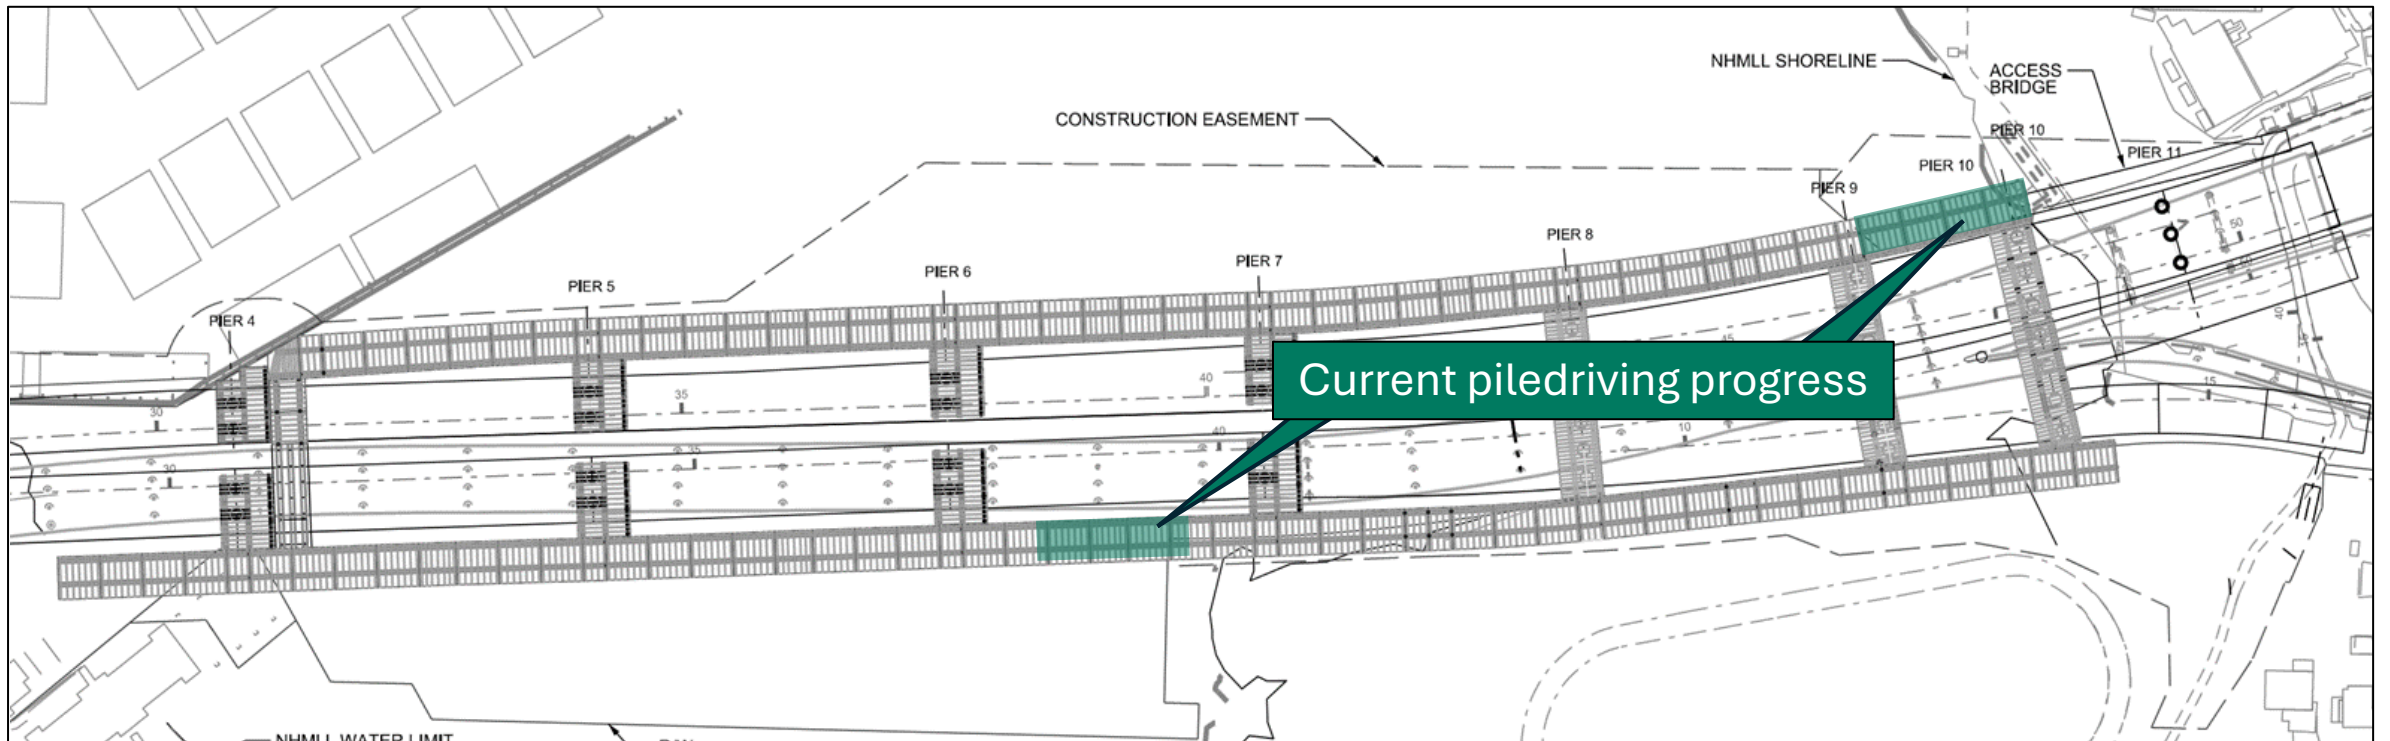 NHMLL SHORELINE
ACCESS
BRIDGE
CONSTRUCTION EASEMENT
PIER 10
PIER 11
PIER 10
PIER 9
PIER 8
PIER 7
PIER 6
PIER 5
PIER 4
50
50
40
45
15
Current piledriving progress
40
35
30
40
10
35
30
NHMLL WATER LIMIT